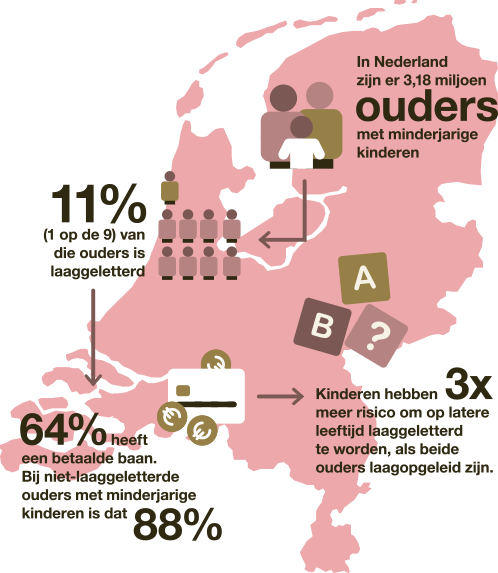 In Nederland
zijn er 3,18 miljoen
ouders
met minderjarige
kinderen
11%
(1 op de 9) van
die ouders is
laaggeletterd
A
B
?
€
€
€
Kinderen hebben 3x
meer risico om op latere
leeftijd laaggeletterd
te worden, als beide
ouders laagopgeleid zijn.
64% heeft
een betaalde baan.
Bij niet-laaggeletterde
ouders met minderjarige
kinderen is dat 88%